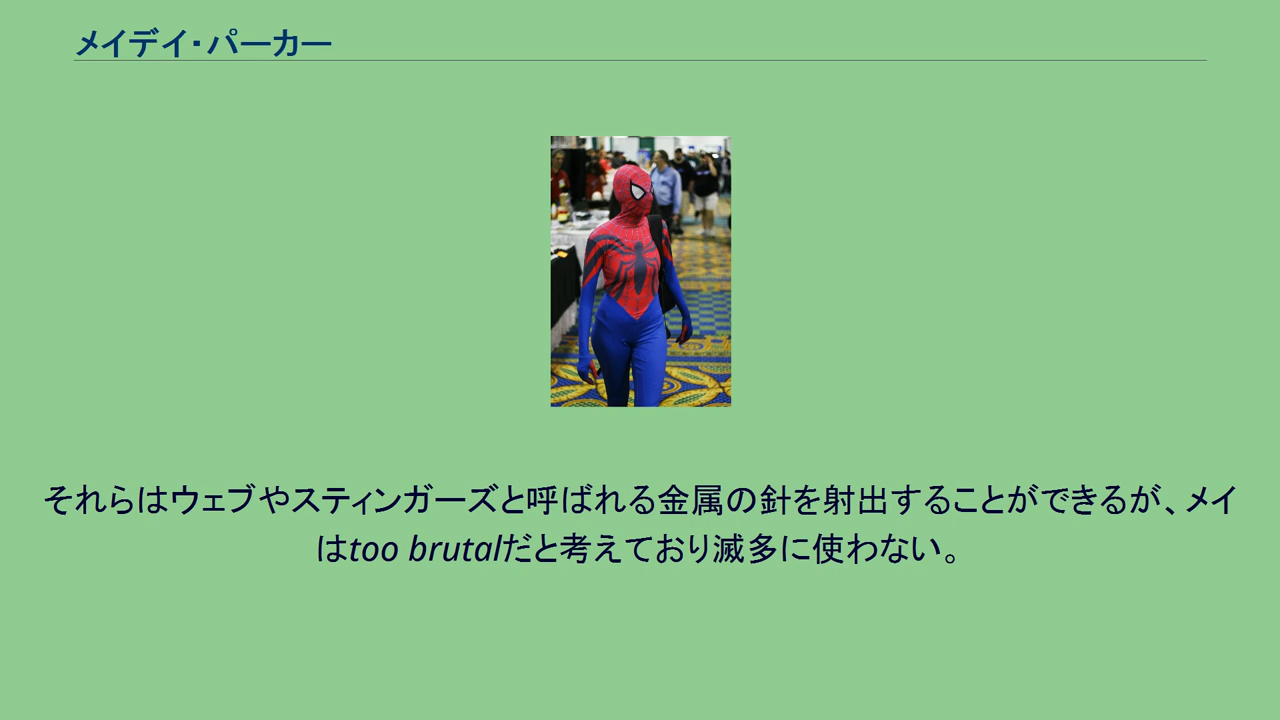 メイデイ・パーカー
それらはウェブやスティンガーズと呼ばれる金属の針を射出することができるが、メイ
はtoo brutalだと考えており滅多に使わない。